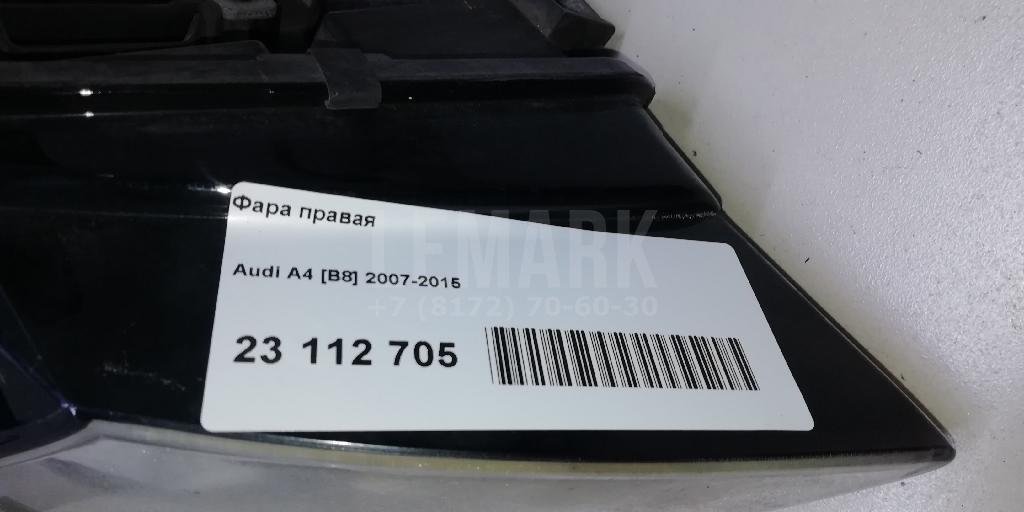 Фара правая
LEMARK
Audi A4 [B8] 2007-2015
+7 (8172) 70-60-30
23 112 705